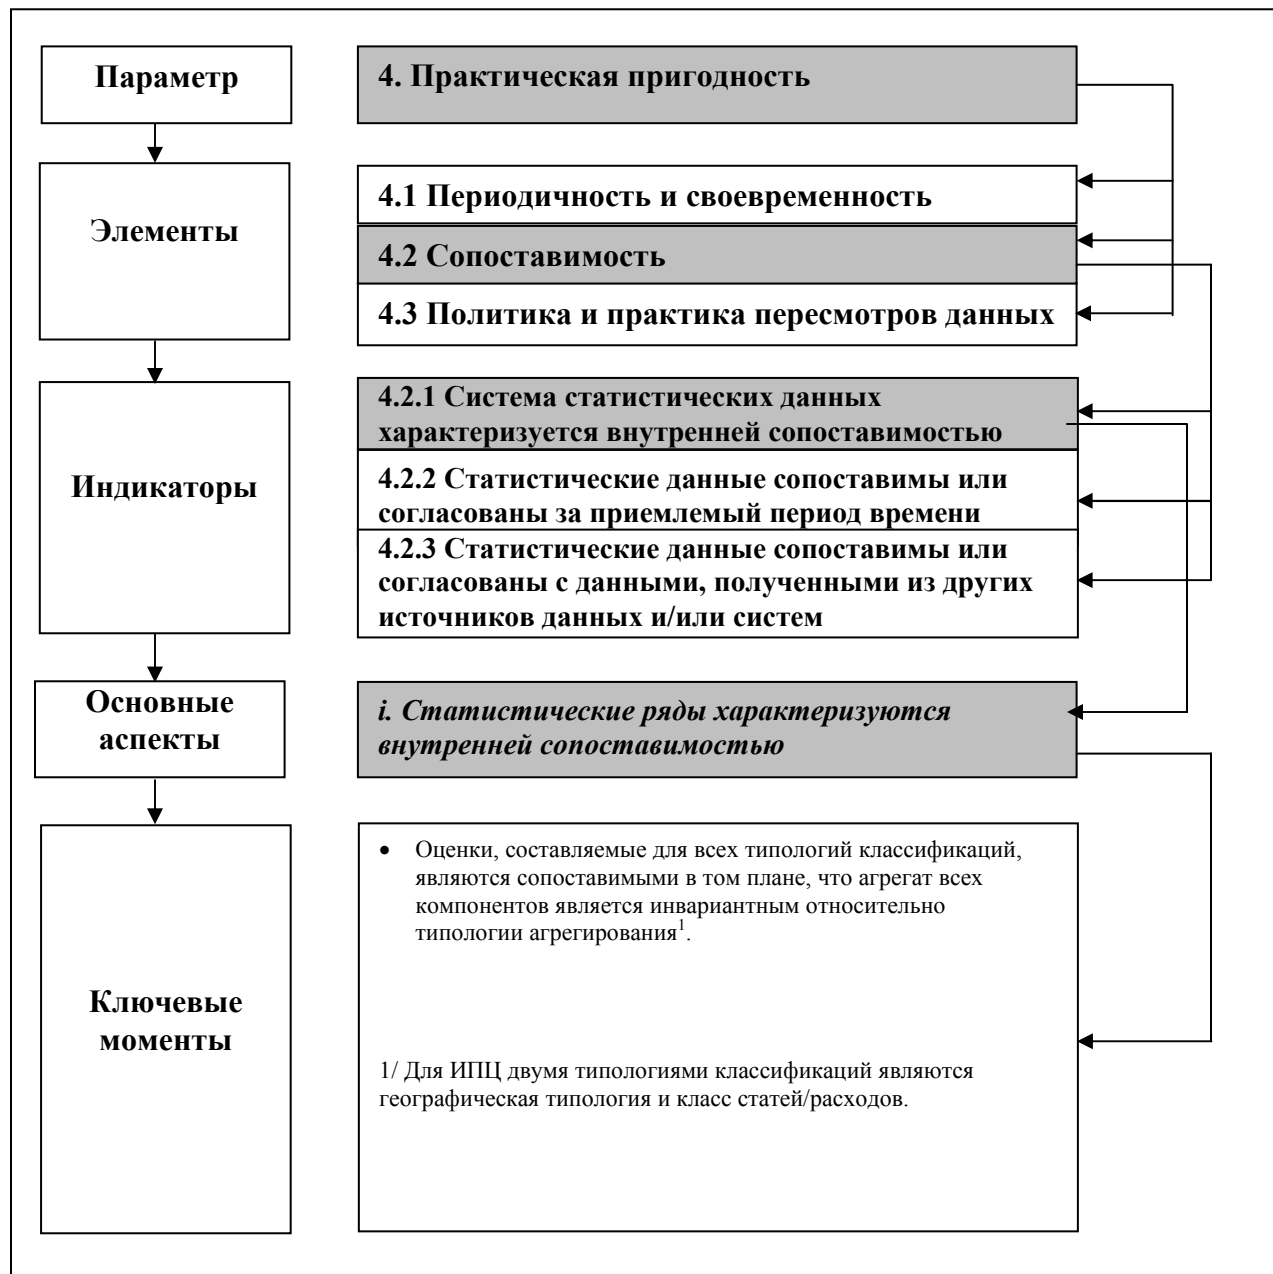 Параметр
4. Практическая пригодность
Элементы
4.1 Периодичность и своевременность
4.2 Сопоставимость
4.3 Политика и практика пересмотров данных
Индикаторы
4.2.1 Система статистических данных
характеризуется внутренней сопоставимостью
4.2.2 Статистические данные сопоставимы или
согласованы за приемлемый период времени
4.2.3 Статистические данные сопоставимы или
согласованы с данными, полученными из других
источников данных и/или систем
Основные
аспекты
i. Статистические ряды характеризуются
внутренней сопоставимостью
Ключевые
моменты
• Оценки, составляемые для всех типологий классификаций,
являются сопоставимыми в том плане, что агрегат всех
компонентов является инвариантным относительно
типологии агрегирования¹.
1/ Для ИПЦ двумя типологиями классификаций являются
географическая типология и класс статей/расходов.